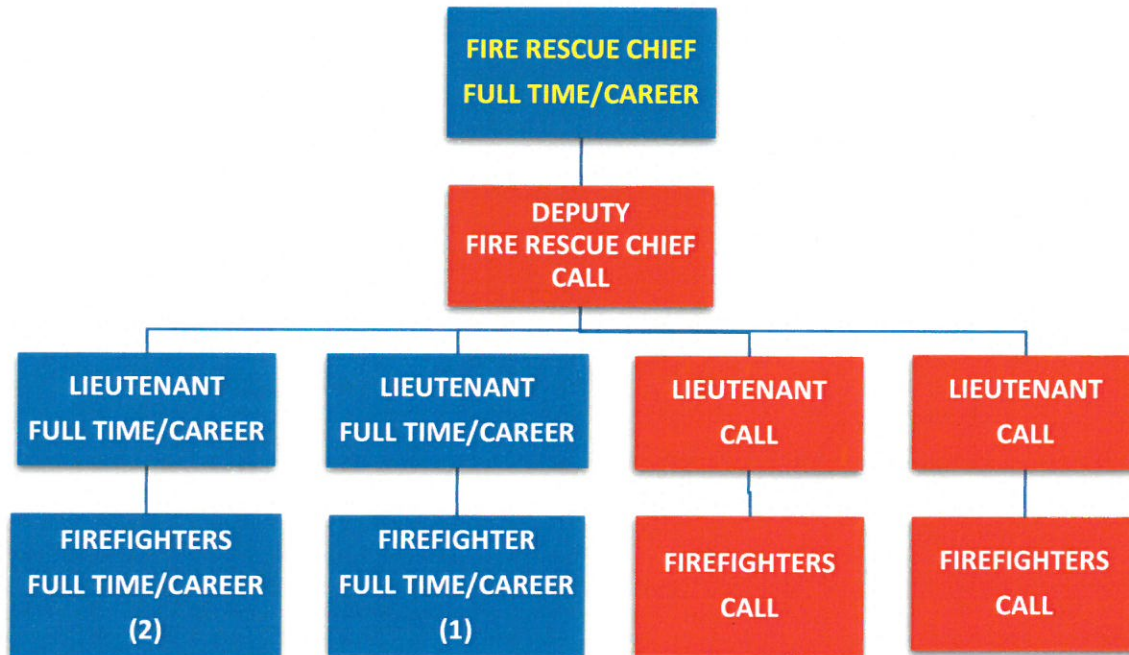 FIRE RESCUE CHIEF
FULL TIME/CAREER
DEPUTY
FIRE RESCUE CHIEF
CALL
LIEUTENANT
FULL TIME/CAREER
LIEUTENANT
FULL TIME/CAREER
LIEUTENANT
CALL
LIEUTENANT
CALL
FIREFIGHTERS
FULL TIME/CAREER
(2)
FIREFIGHTER
FULL TIME/CAREER
(1)
FIREFIGHTERS
CALL
FIREFIGHTERS
CALL